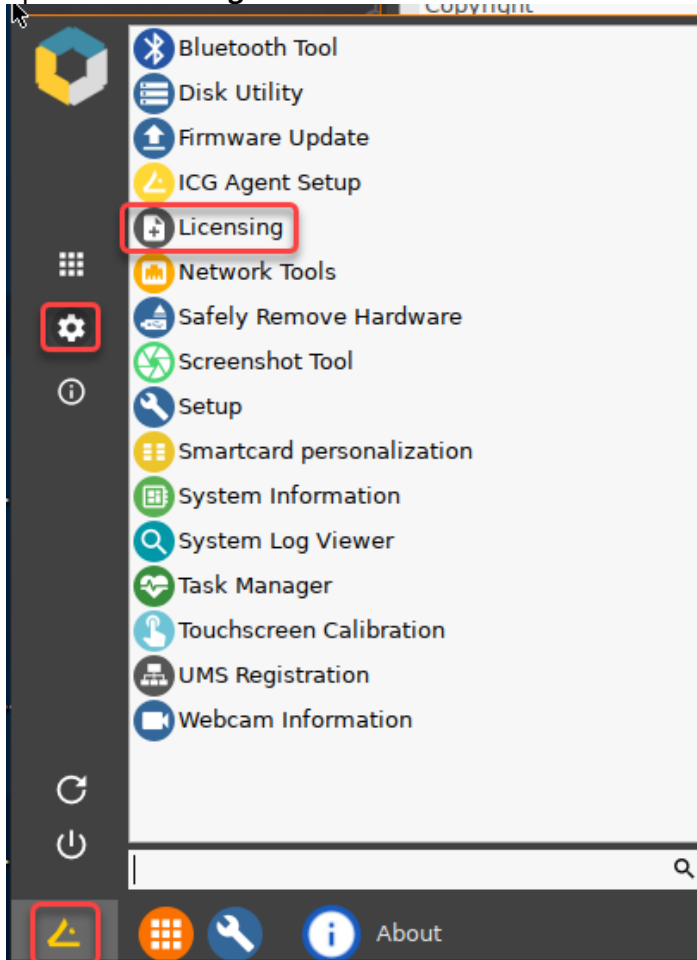 Copyright
Bluetooth Tool
Disk Utility
Firmware Update
ICG Agent Setup
Licensing
Network Tools
Safely Remove Hardware
Screenshot Tool
Setup
Smartcard personalization
System Information
System Log Viewer
Task Manager
Touchscreen Calibration
UMS Registration
Webcam Information
About